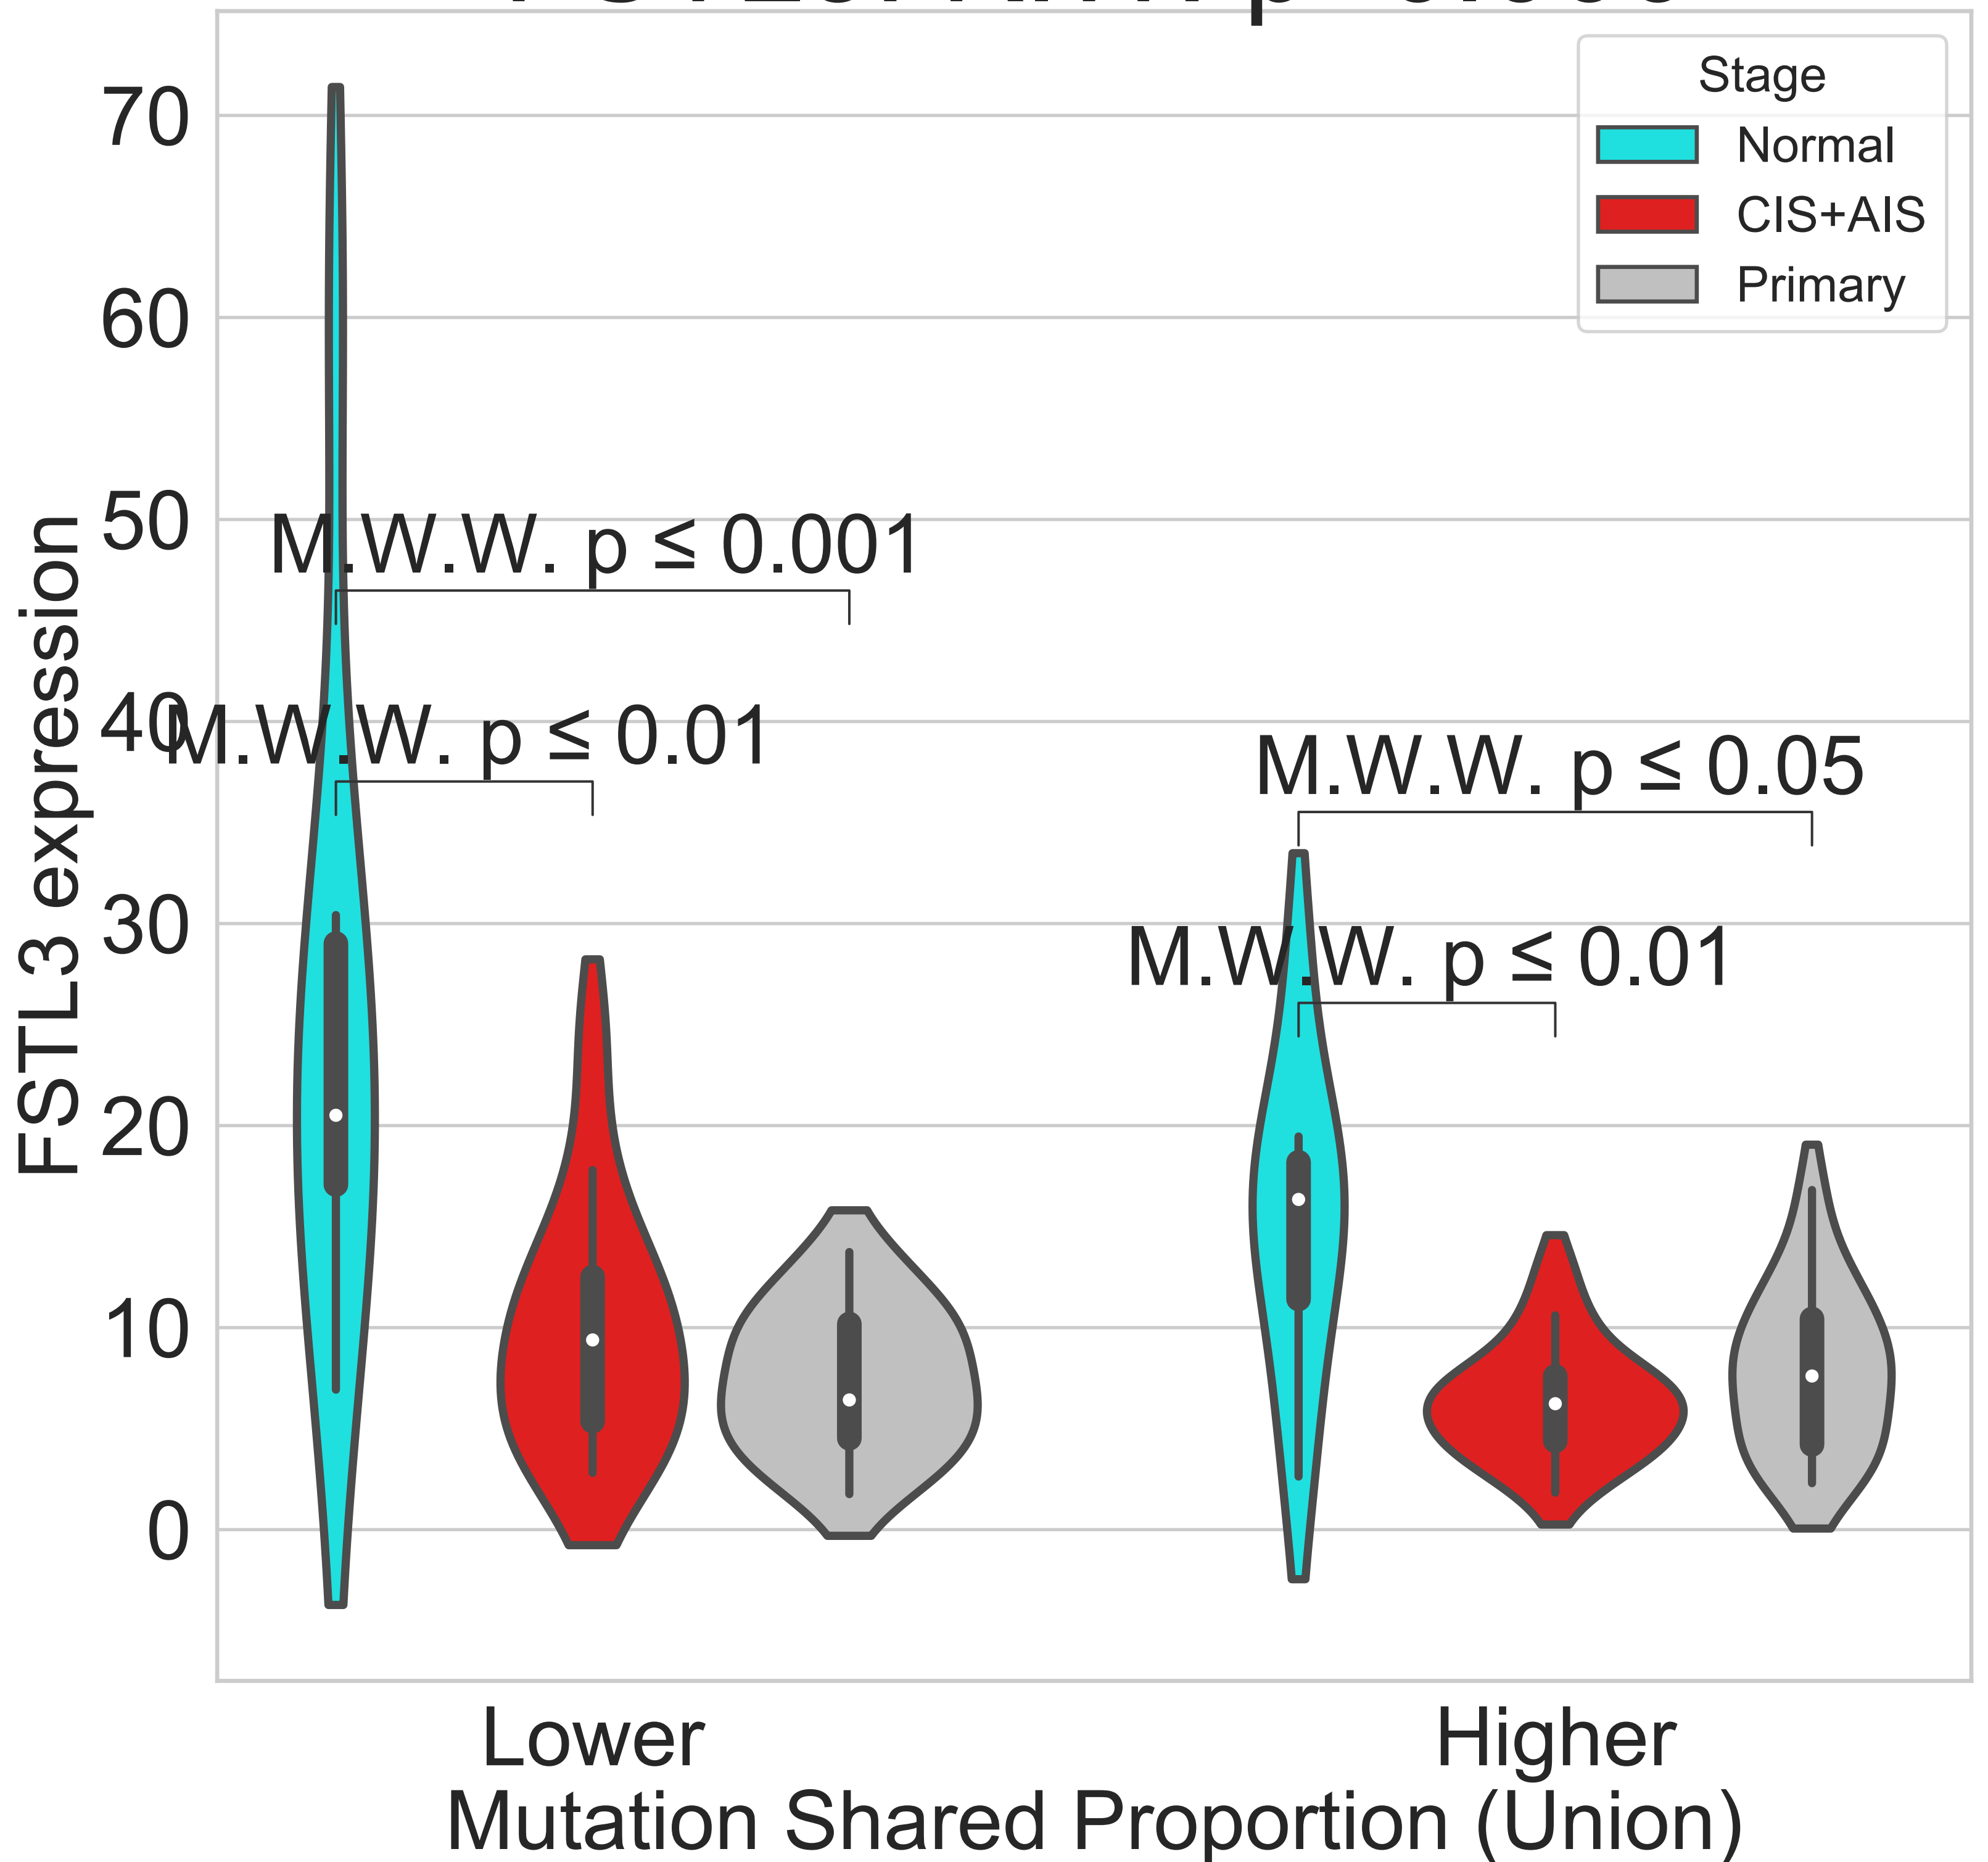 Stage
Normal
CIS+AIS
Primary
70
60
50
40
30
20
10
0
FSTL3 expression
M.W.W. p ≤ 0.001
M.W.W. p ≤ 0.01
M.W.W. p ≤ 0.05
M.W.W. p ≤ 0.01
Lower
Higher
Mutation Shared Proportion (Union)